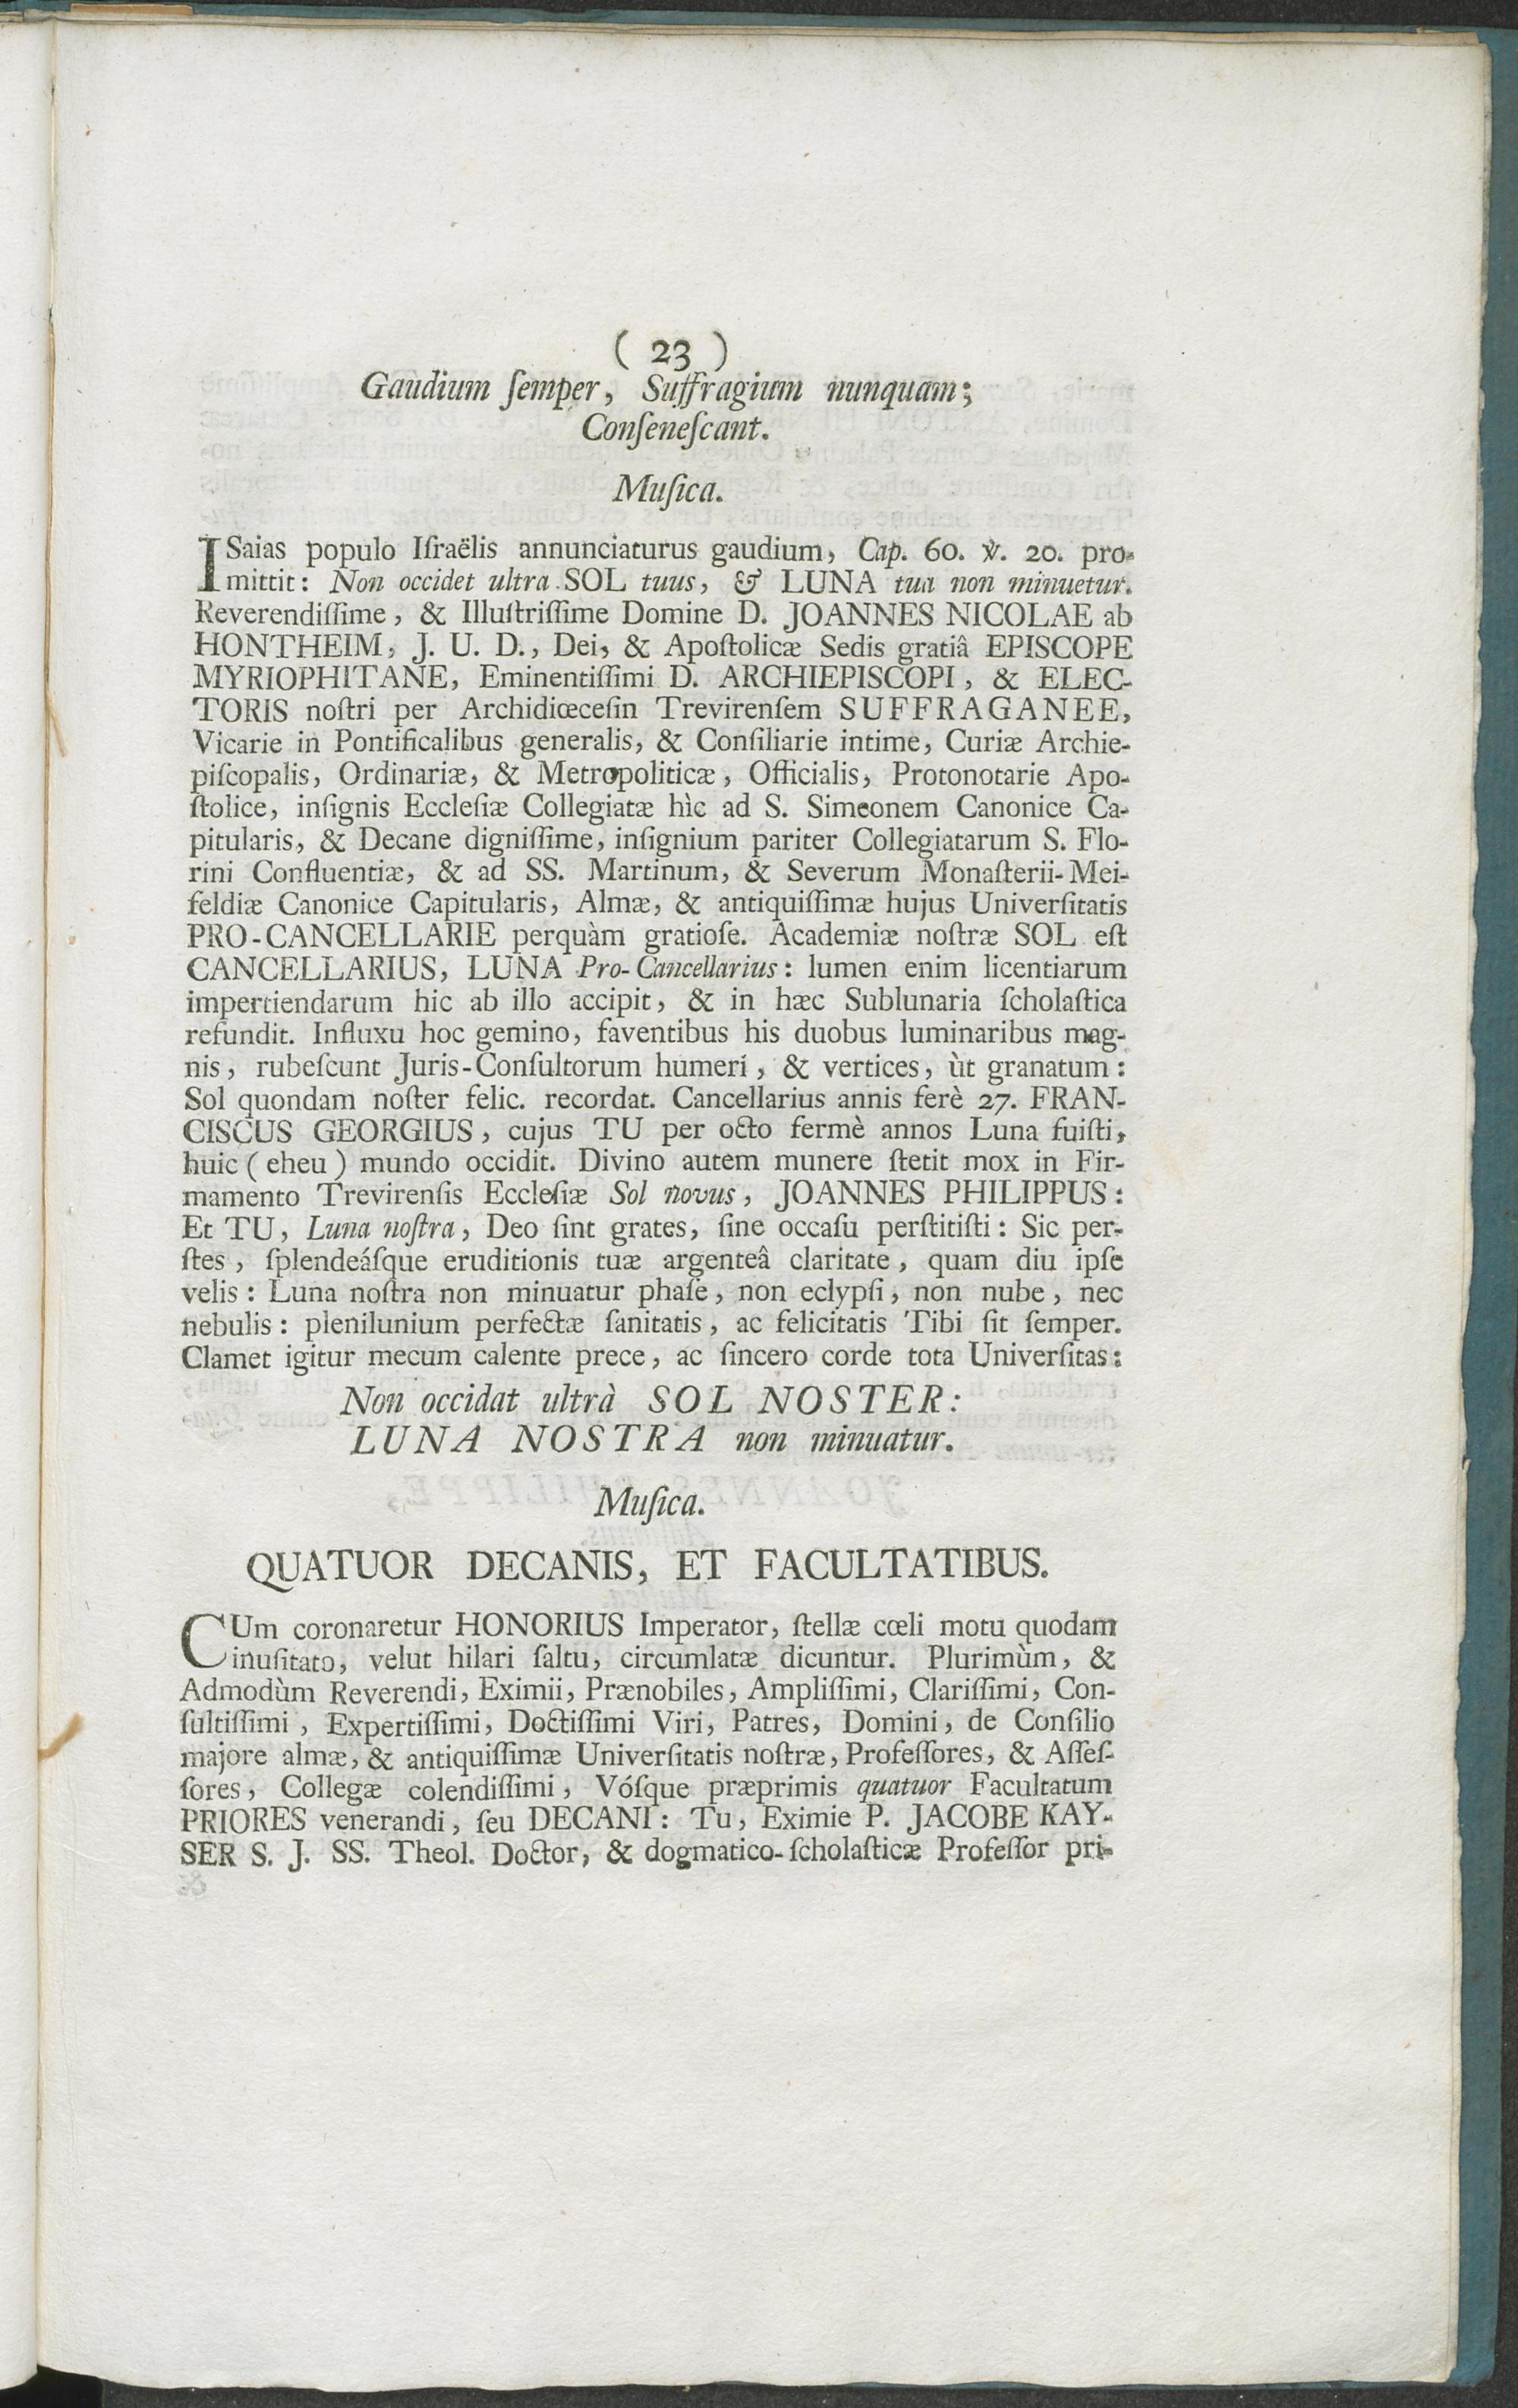 ( 23 )
Gaudium ſemper, Suffragium nunquam;
Conſeneſcant.
Muſica.
ISaias populo Iſraëlis annunciaturus gaudium, Cap. 60. ℣. 20. pro-
mittit: Non occidet ultra SOL tuus, & LUNA tua non minuetur.
Reverendiſſime, & Illuſtriſſime Domine D. JOANNES NICOLAE ab
HONTHEIM, J. U. D., Dei, & Apoſtolicæ Sedis gratiâ EPISCOPE
MYRIOPHITANE, Eminentiſſimi D. ARCHIEPISCOPI, & ELEC-
TORIS noſtri per Archidiœceſin Trevirenſem SUFFRAGANEE,
Vicarie in Pontificalibus generalis, & Conſiliarie intime, Curiæ Archie-
piſcopalis, Ordinariæ, & Metropoliticæ, Officialis, Protonotarie Apo-
ſtolice, inſignis Eccleſiæ Collegiatæ hìc ad S. Simeonem Canonice Ca-
pitularis, & Decane digniſſime, inſignium pariter Collegiatarum S. Flo-
rini Confluentiæ, & ad SS. Martinum, & Severum Monaſterii-Mei-
feldiæ Canonice Capitularis, Almæ, & antiquiſſimæ hujus Univerſitatis
PRO-CANCELLARIE perquàm gratioſe. Academiæ noſtræ SOL eſt
CANCELLARIUS, LUNA Pro-Cancellarius: lumen enim licentiarum
impertiendarum hic ab illo accipit, & in hæc Sublunaria ſcholaſtica
refundit. Influxu hoc gemino, faventibus his duobus luminaribus mag-
nis, rubeſcunt Juris-Conſultorum humeri, & vertices, ùt granatum:
Sol quondam noſter felic. recordat. Cancellarius annis ferè 27. FRAN-
CISCUS GEORGIUS, cujus TU per octo fermè annos Luna fuiſti,
huic (eheu) mundo occidit. Divino autem munere ſtetit mox in Fir-
mamento Trevirenſis Eccleſiæ Sol novus, JOANNES PHILIPPUS:
Et TU, Luna noſtra, Deo ſint grates, ſine occaſu perſtitiſti: Sic per-
ſtes, ſplendeáſque eruditionis tuæ argenteâ claritate, quam diu ipſe
velis: Luna noſtra non minuatur phaſe, non eclypſi, non nube, nec
nebulis: plenilunium perfectæ ſanitatis, ac felicitatis Tibi ſit ſemper.
Clamet igitur mecum calente prece, ac ſincero corde tota Univerſitas:
Non occidat ultrà SOL NOSTER:
LUNA NOSTRA non minuatur.
Muſica.
QUATUOR DECANIS, ET FACULTATIBUS.
CUm coronaretur HONORIUS Imperator, ſtellæ cœli motu quodam
inuſitato, velut hilari ſaltu, circumlatæ dicuntur. Plurimùm, &
Admodùm Reverendi, Eximii, Prænobiles, Ampliſſimi, Clariſſimi, Con-
ſultiſſimi, Expertiſſimi, Doctiſſimi Viri, Patres, Domini, de Conſilio
majore almæ, & antiquiſſimæ Univerſitatis noſtræ, Profeſſores, & Aſſeſ-
ſores, Collegæ colendiſſimi, Vóſque præprimis quatuor Facultatum
PRIORES venerandi, ſeu DECANI: Tu, Eximie P. JACOBE KAY-
SER S. J. SS. Theol. Doctor, & dogmatico-ſcholaſticæ Profeſſor pri-